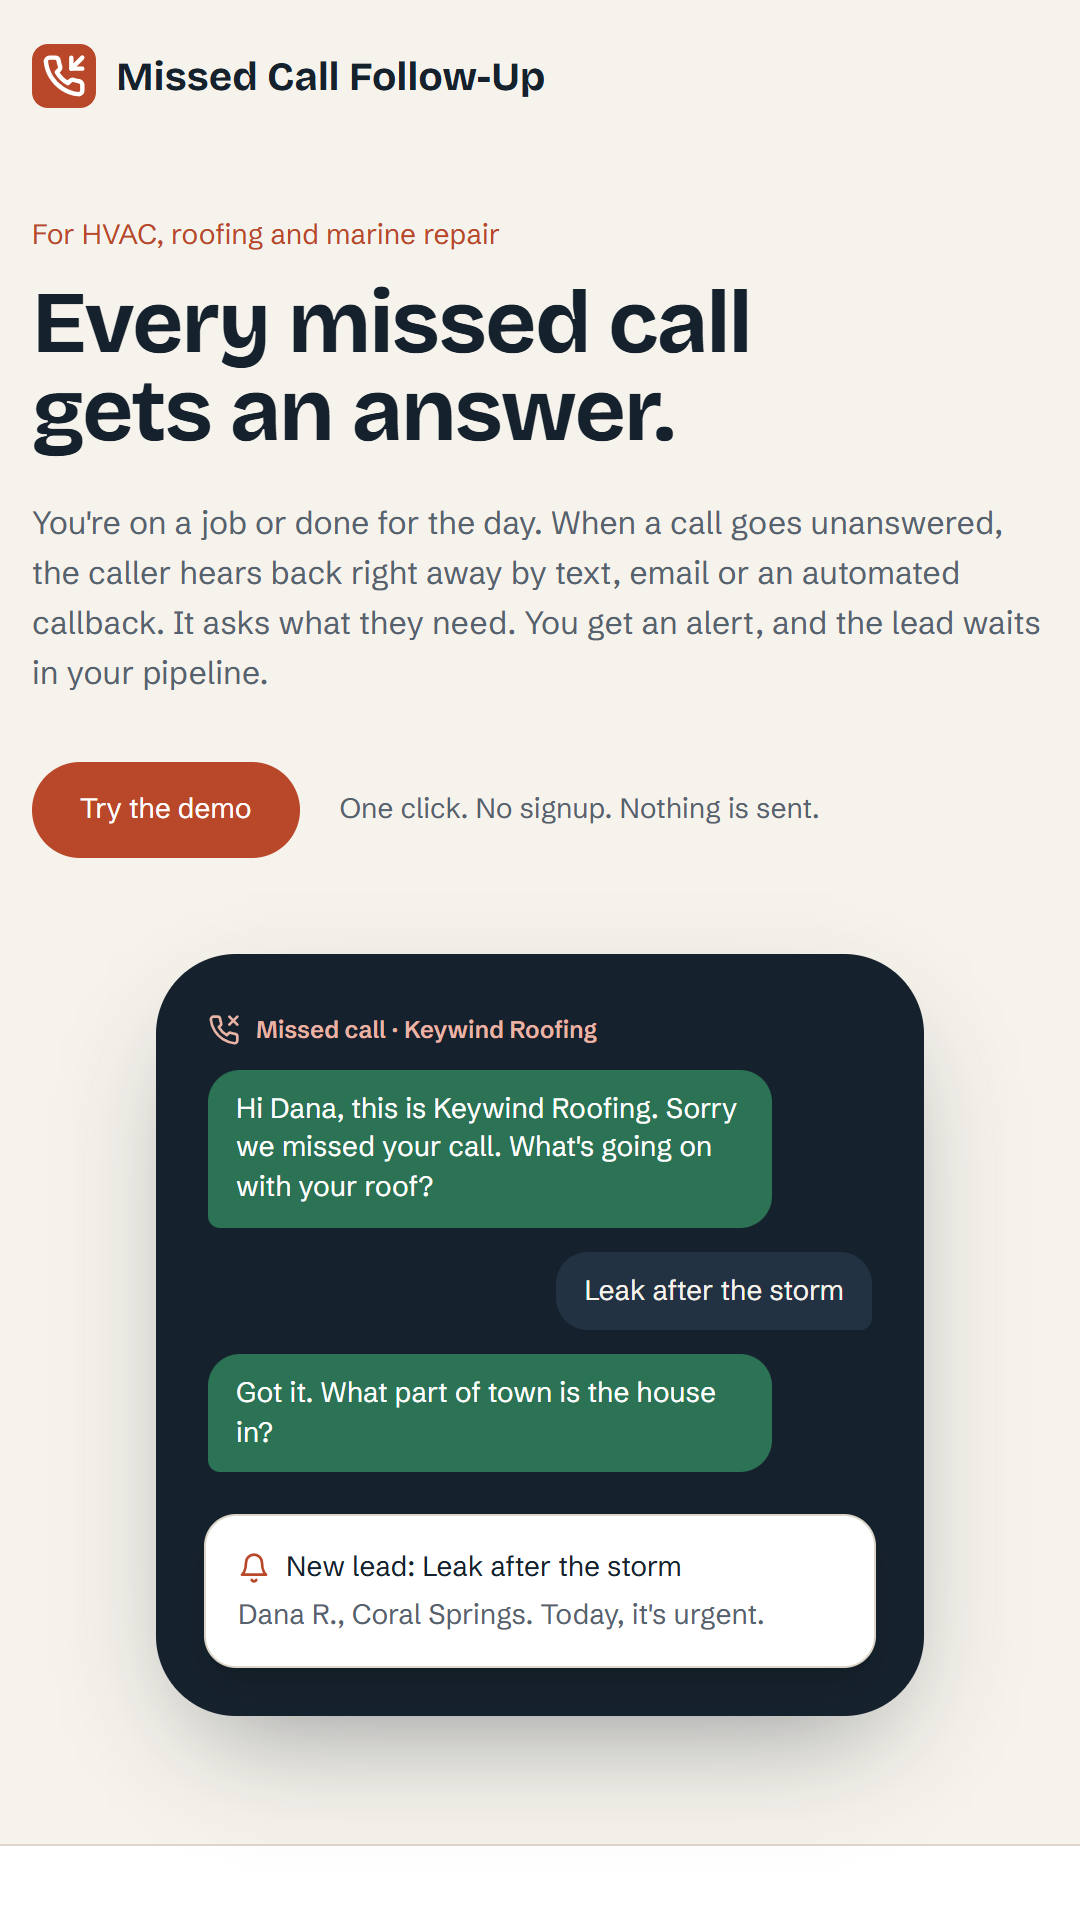 Missed Call Follow-Up
For HVAC, roofing and marine repair
Every missed call
gets an answer.
You're on a job or done for the day. When a call goes unanswered,
the caller hears back right away by text, email or an automated
callback. It asks what they need. You get an alert, and the lead waits
in your pipeline.
Try the demo
One click. No signup. Nothing is sent.
Missed call · Keywind Roofing
Hi Dana, this is Keywind Roofing. Sorry
we missed your call. What's going on
with your roof?
Leak after the storm
Got it. What part of town is the house
in?
New lead: Leak after the storm
Dana R., Coral Springs. Today, it's urgent.